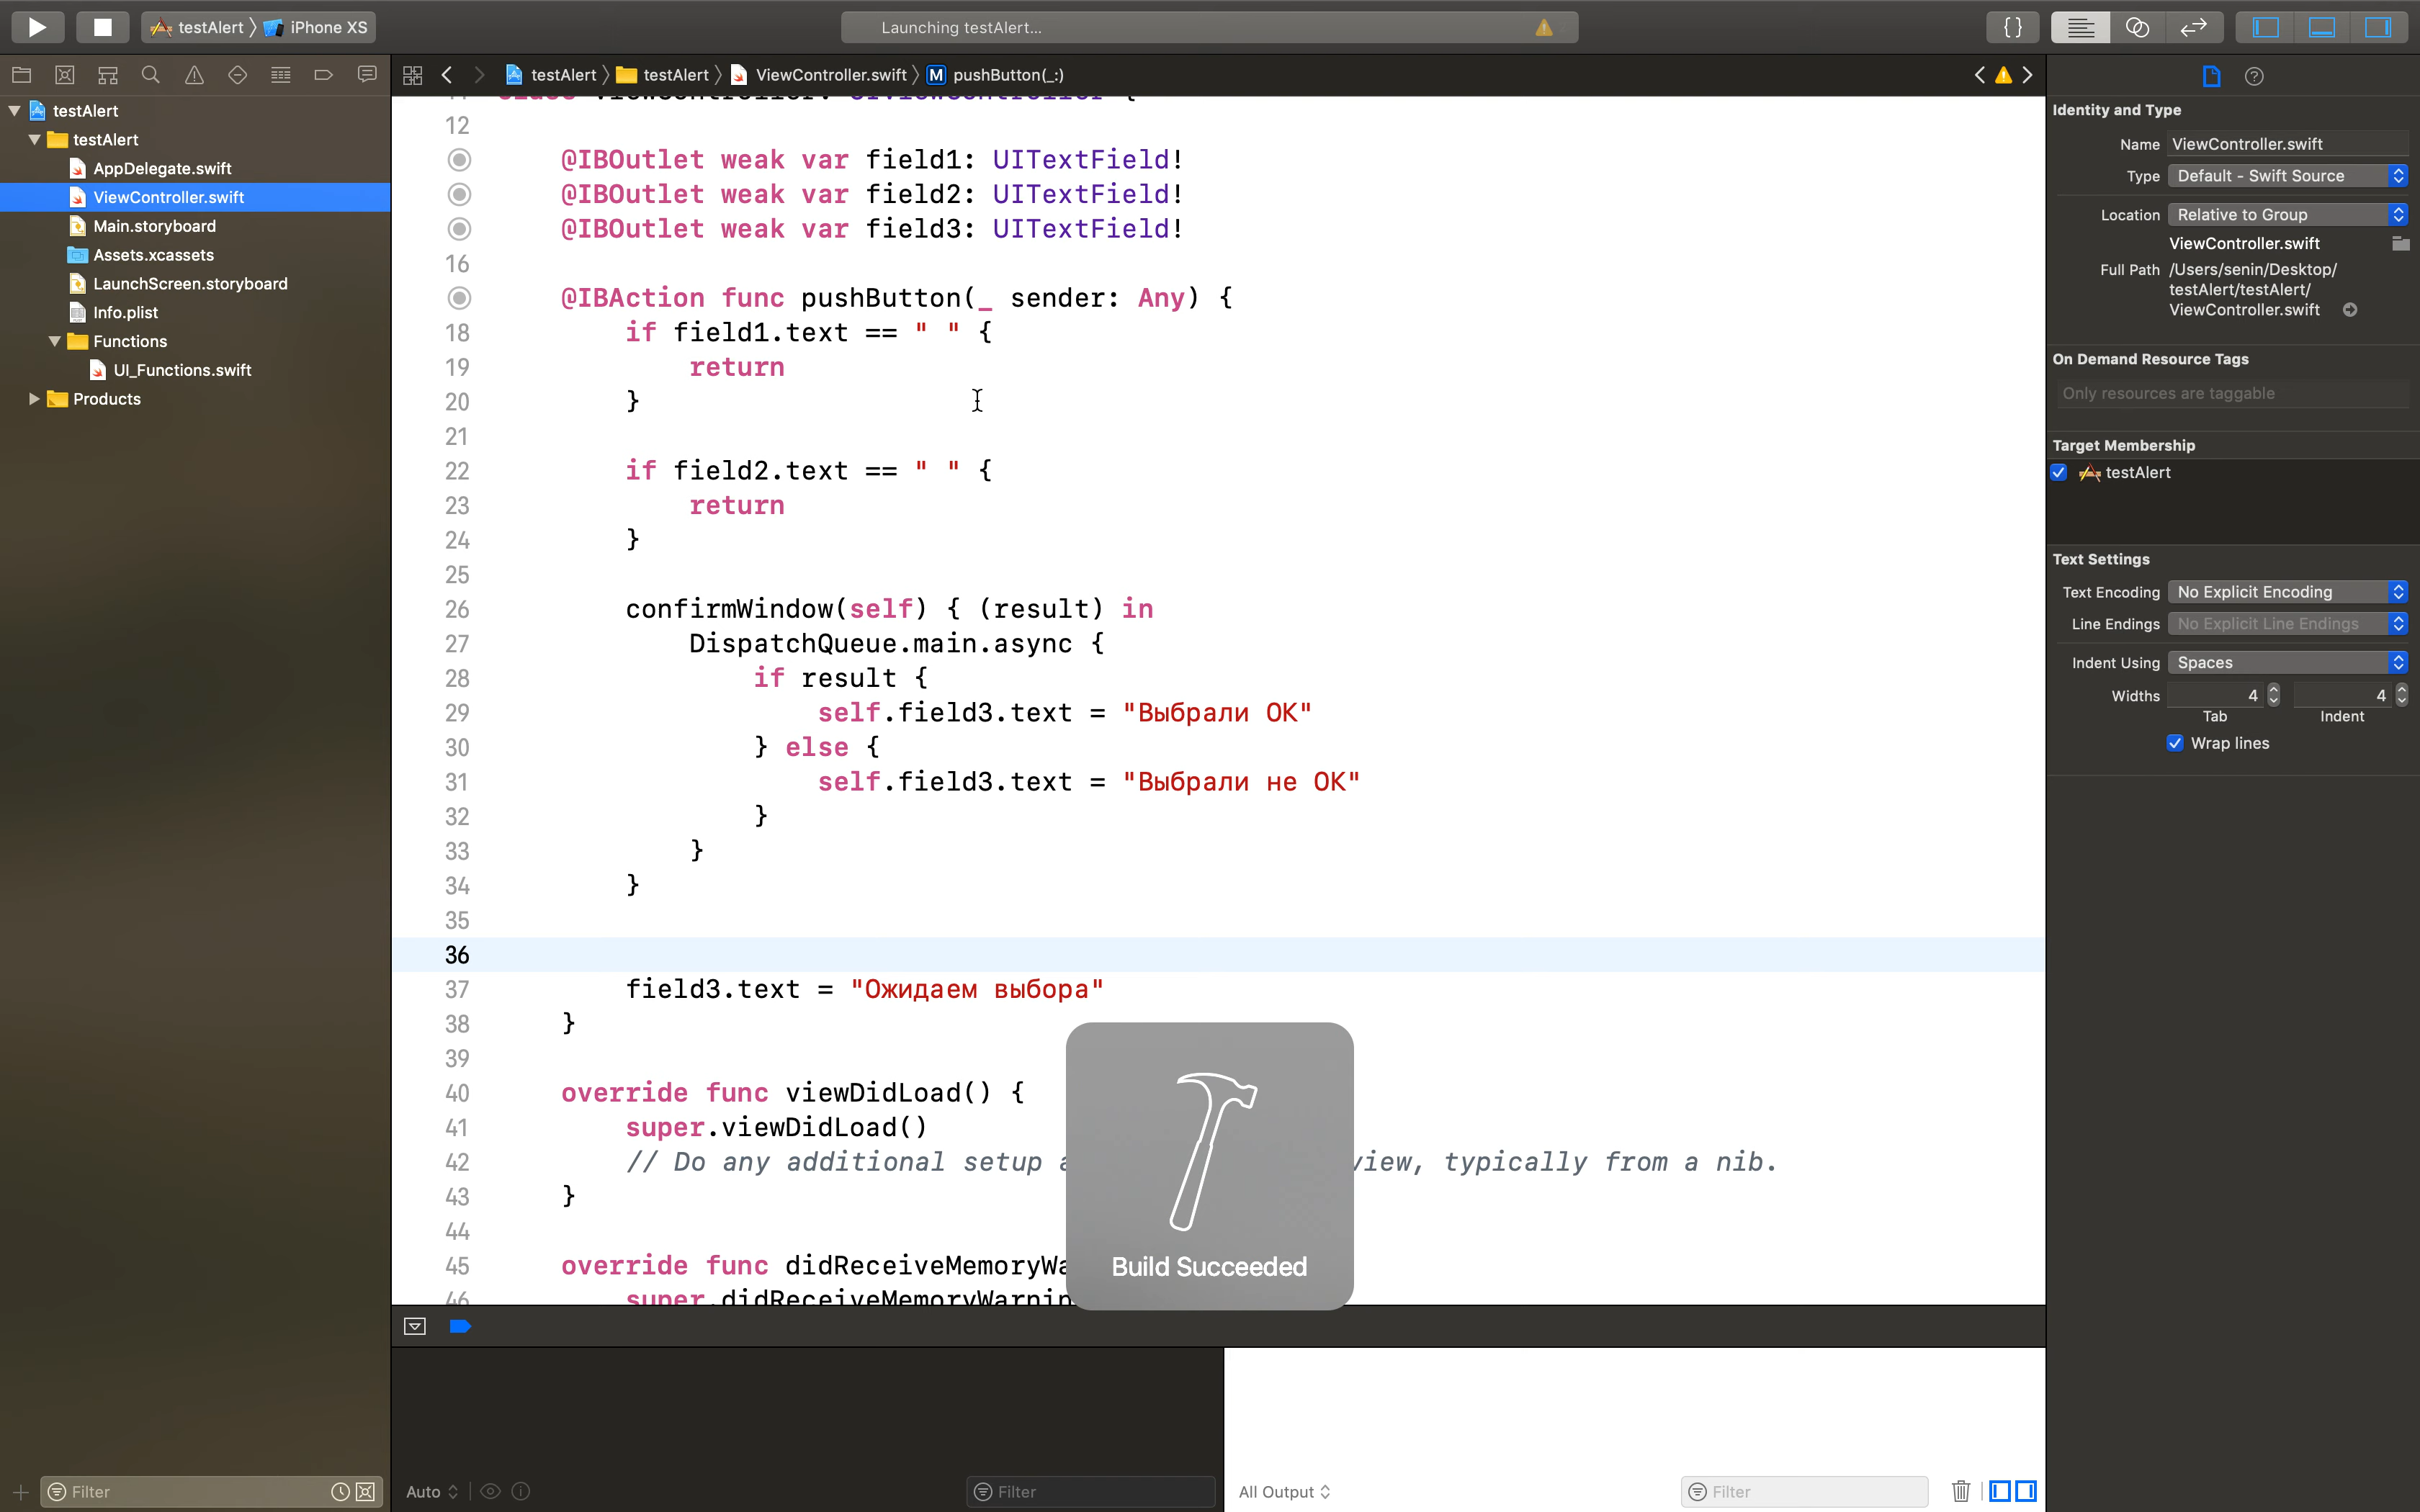 testAlert 〉 iPhone XS
Launching testAlert...
{}
testAlert 〉 testAlert 〉 ViewController.swift 〉 M pushButton(_:)
testAlert
testAlert
AppDelegate.swift
ViewController.swift
Main.storyboard
Assets.xcassets
LaunchScreen.storyboard
Info.plist
Functions
UI_Functions.swift
Products
Filter
12
@IBOutlet weak var field1: UITextField!
@IBOutlet weak var field2: UITextField!
@IBOutlet weak var field3: UITextField!
16
@IBAction func pushButton(_ sender: Any) {
18 if field1.text == " " {
19 return
20 }
21
22 if field2.text == " " {
23 return
24 }
25
26 confirmWindow(self) { (result) in
27 DispatchQueue.main.async {
28 if result {
29 self.field3.text = "Выбрали ОК"
30 } else {
31 self.field3.text = "Выбрали не ОК"
32 }
33 }
34 }
35
36
37 field3.text = "Ожидаем выбора"
38 }
39
40 override func viewDidLoad() {
41 super.viewDidLoad()
42 // Do any additional setup a view, typically from a nib.
43 }
44
45 override func didReceiveMemoryWa
46 super.didReceiveMemoryWarnin
Build Succeeded
Auto
Filter
All Output
Filter
Identity and Type
Name ViewController.swift
Type Default - Swift Source
Location Relative to Group
ViewController.swift
Full Path /Users/senin/Desktop/
testAlert/testAlert/
ViewController.swift
On Demand Resource Tags
Only resources are taggable
Target Membership
testAlert
Text Settings
Text Encoding No Explicit Encoding
Line Endings No Explicit Line Endings
Indent Using Spaces
Widths 4 4
Tab Indent
Wrap lines